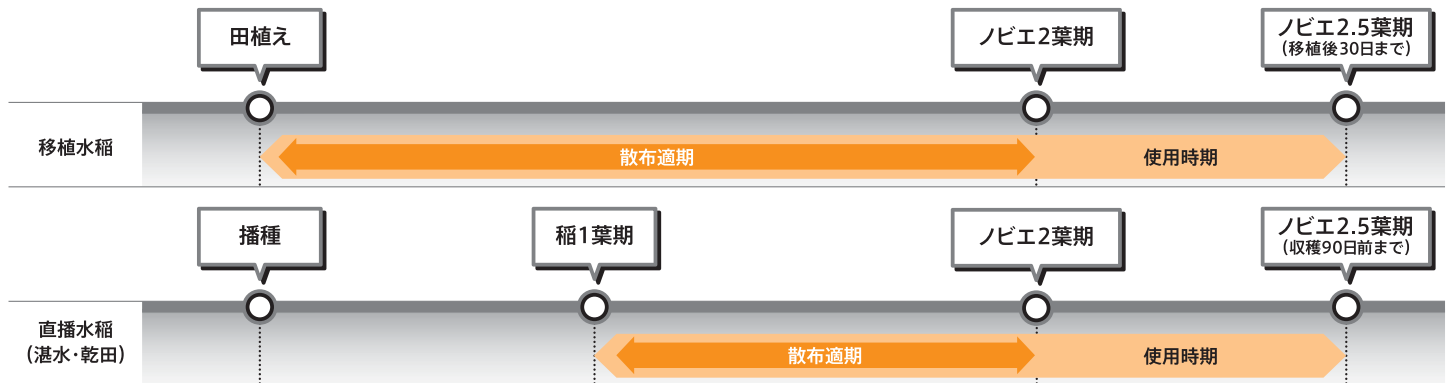 田植え
ノビエ2葉期
ノビエ2.5葉期
(移植後30日まで)
移植水稲
散布適期
使用時期
播種
稲1葉期
ノビエ2葉期
ノビエ2.5葉期
(収穫90日前まで)
直播水稲
(湛水・乾田)
散布適期
使用時期